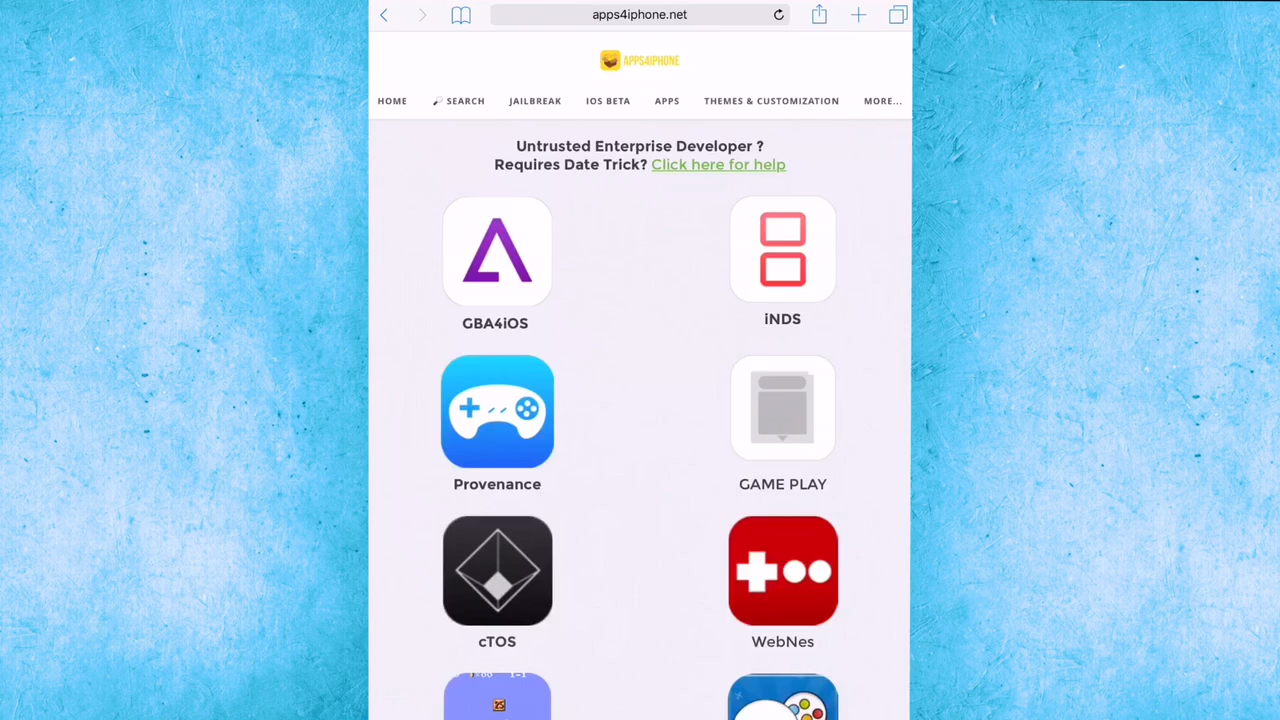 apps4iphone.net
APPS4IPHONE
HOME
SEARCH
JAILBREAK
IOS BETA
APPS
THEMES & CUSTOMIZATION
MORE...
Untrusted Enterprise Developer ?
Requires Date Trick? Click here for help
GBA4iOS
iNDS
Provenance
GAME PLAY
cTOS
WebNes